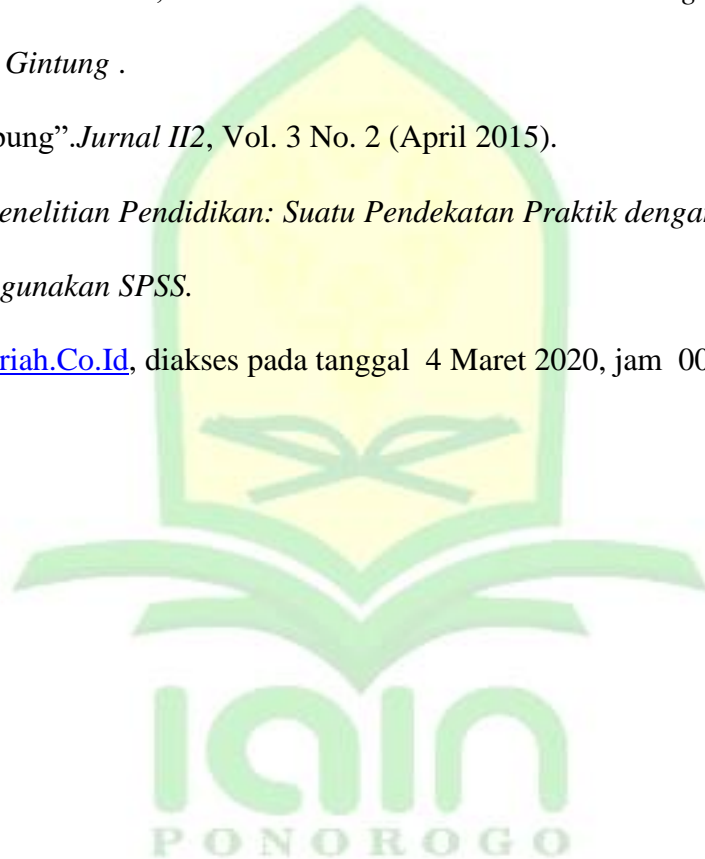 Gintung .
bung”.Jurnal II2, Vol. 3 No. 2 (April 2015).
enelitian Pendidikan: Suatu Pendekatan Praktik dengan
gunakan SPSS.
riah.Co.Id, diakses pada tanggal 4 Maret 2020, jam 00
iain
PONOROGO